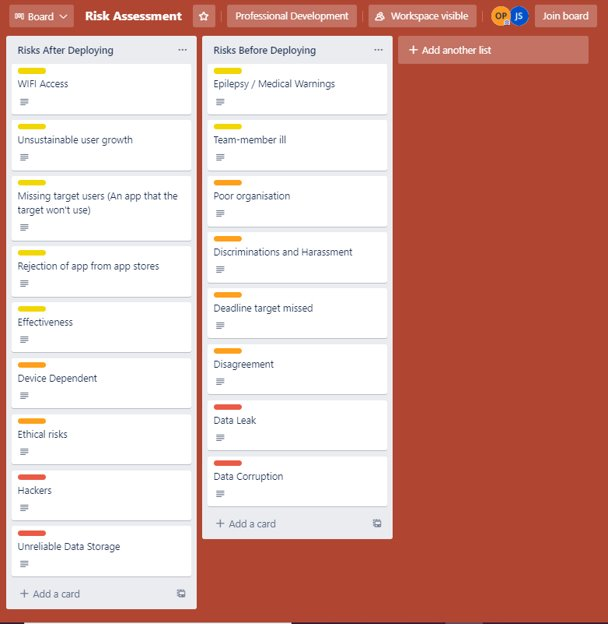 Board
Risk Assessment
Professional Development
Workspace visible
OP
JS
Join board
Risks After Deploying
WIFI Access
Unsustainable user growth
Missing target users (An app that the
target won't use)
Rejection of app from app stores
Effectiveness
Device Dependent
Ethical risks
Hackers
Unreliable Data Storage
+ Add a card
Risks Before Deploying
Epilepsy / Medical Warnings
Team-member ill
Poor organisation
Discriminations and Harassment
Deadline target missed
Disagreement
Data Leak
Data Corruption
+ Add a card
+ Add another list